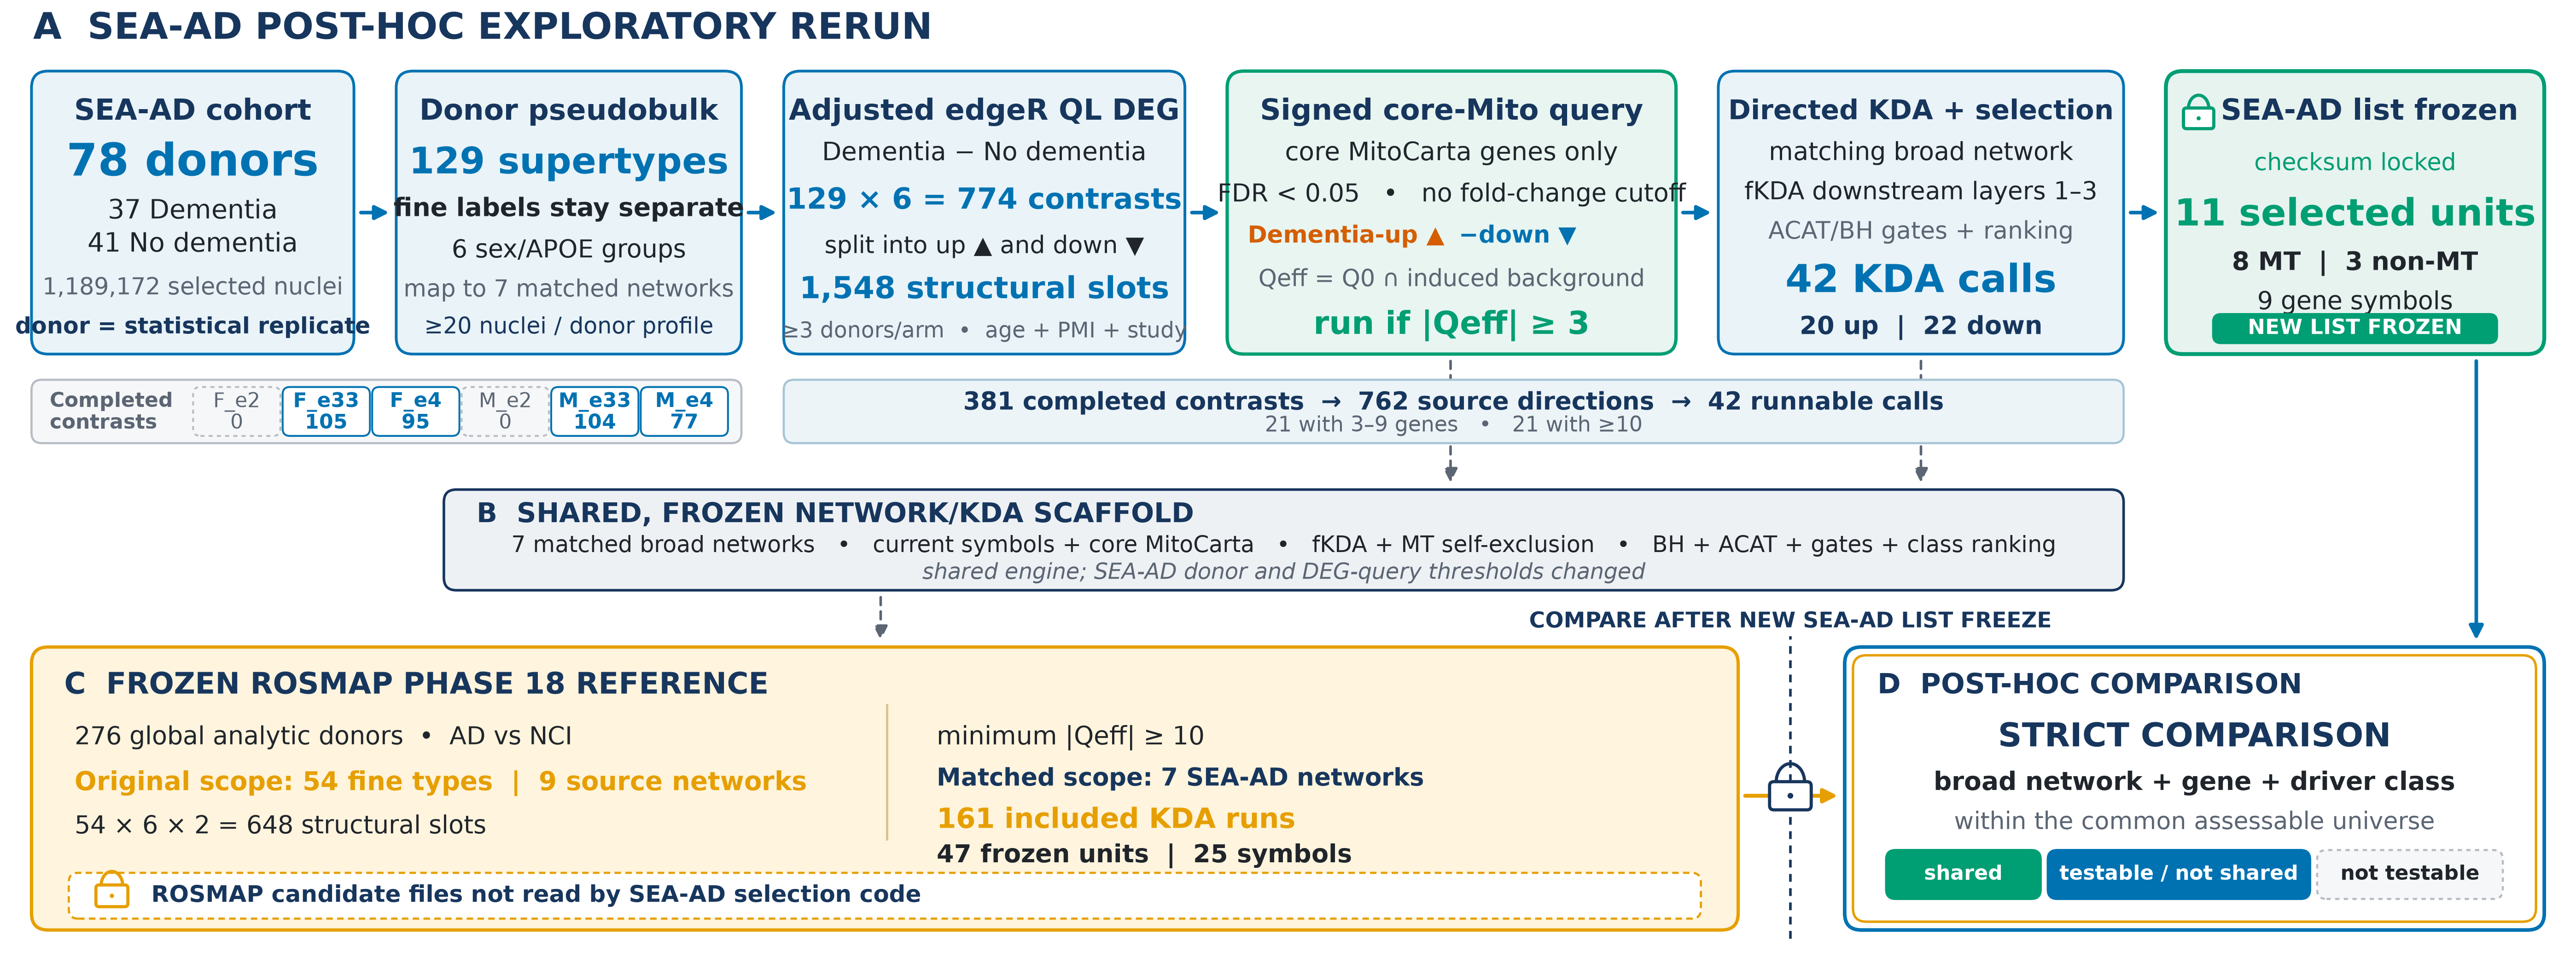 A SEA-AD POST-HOC EXPLORATORY RERUN
SEA-AD cohort
78 donors
37 Dementia
41 No dementia
1,189,172 selected nuclei
donor = statistical replicate
Donor pseudobulk
129 supertypes
fine labels stay separate
6 sex/APOE groups
map to 7 matched networks
≥20 nuclei / donor profile
Adjusted edgeR QL DEG
Dementia − No dementia
129 × 6 = 774 contrasts
split into up ▲ and down ▼
1,548 structural slots
≥3 donors/arm • age + PMI + study
Signed core-Mito query
core MitoCarta genes only
FDR < 0.05 • no fold-change cutoff
Dementia-up ▲ −down ▼
Qeff = Q0 ∩ induced background
run if |Qeff| ≥ 3
Directed KDA + selection
matching broad network
fKDA downstream layers 1–3
ACAT/BH gates + ranking
42 KDA calls
20 up | 22 down
SEA-AD list frozen
checksum locked
11 selected units
8 MT | 3 non-MT
9 gene symbols
NEW LIST FROZEN
Completed
contrasts
F_e2
0
F_e33
105
F_e4
95
M_e2
0
M_e33
104
M_e4
77
381 completed contrasts → 762 source directions → 42 runnable calls
21 with 3–9 genes • 21 with ≥10
B SHARED, FROZEN NETWORK/KDA SCAFFOLD
7 matched broad networks • current symbols + core MitoCarta • fKDA + MT self-exclusion • BH + ACAT + gates + class ranking
shared engine; SEA-AD donor and DEG-query thresholds changed
COMPARE AFTER NEW SEA-AD LIST FREEZE
C FROZEN ROSMAP PHASE 18 REFERENCE
276 global analytic donors • AD vs NCI
Original scope: 54 fine types | 9 source networks
54 × 6 × 2 = 648 structural slots
minimum |Qeff| ≥ 10
Matched scope: 7 SEA-AD networks
161 included KDA runs
47 frozen units | 25 symbols
ROSMAP candidate files not read by SEA-AD selection code
D POST-HOC COMPARISON
STRICT COMPARISON
broad network + gene + driver class
within the common assessable universe
shared
testable / not shared
not testable